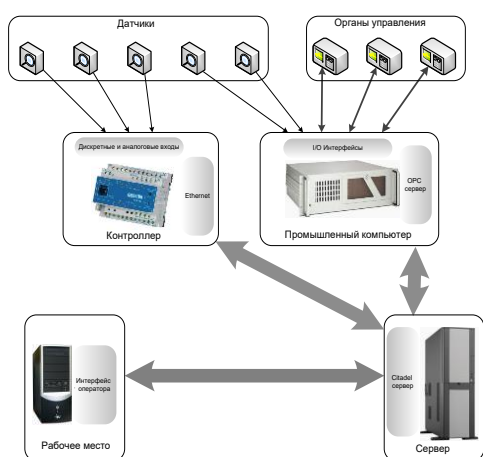 Датчики
Органы управления
Дискретные и аналоговые входы
I/O Интерфейсы
Ethernet
OPC
сервер
Контроллер
Промышленный компьютер
Интерфейс
оператора
Citadel
сервер
Рабочее место
Сервер